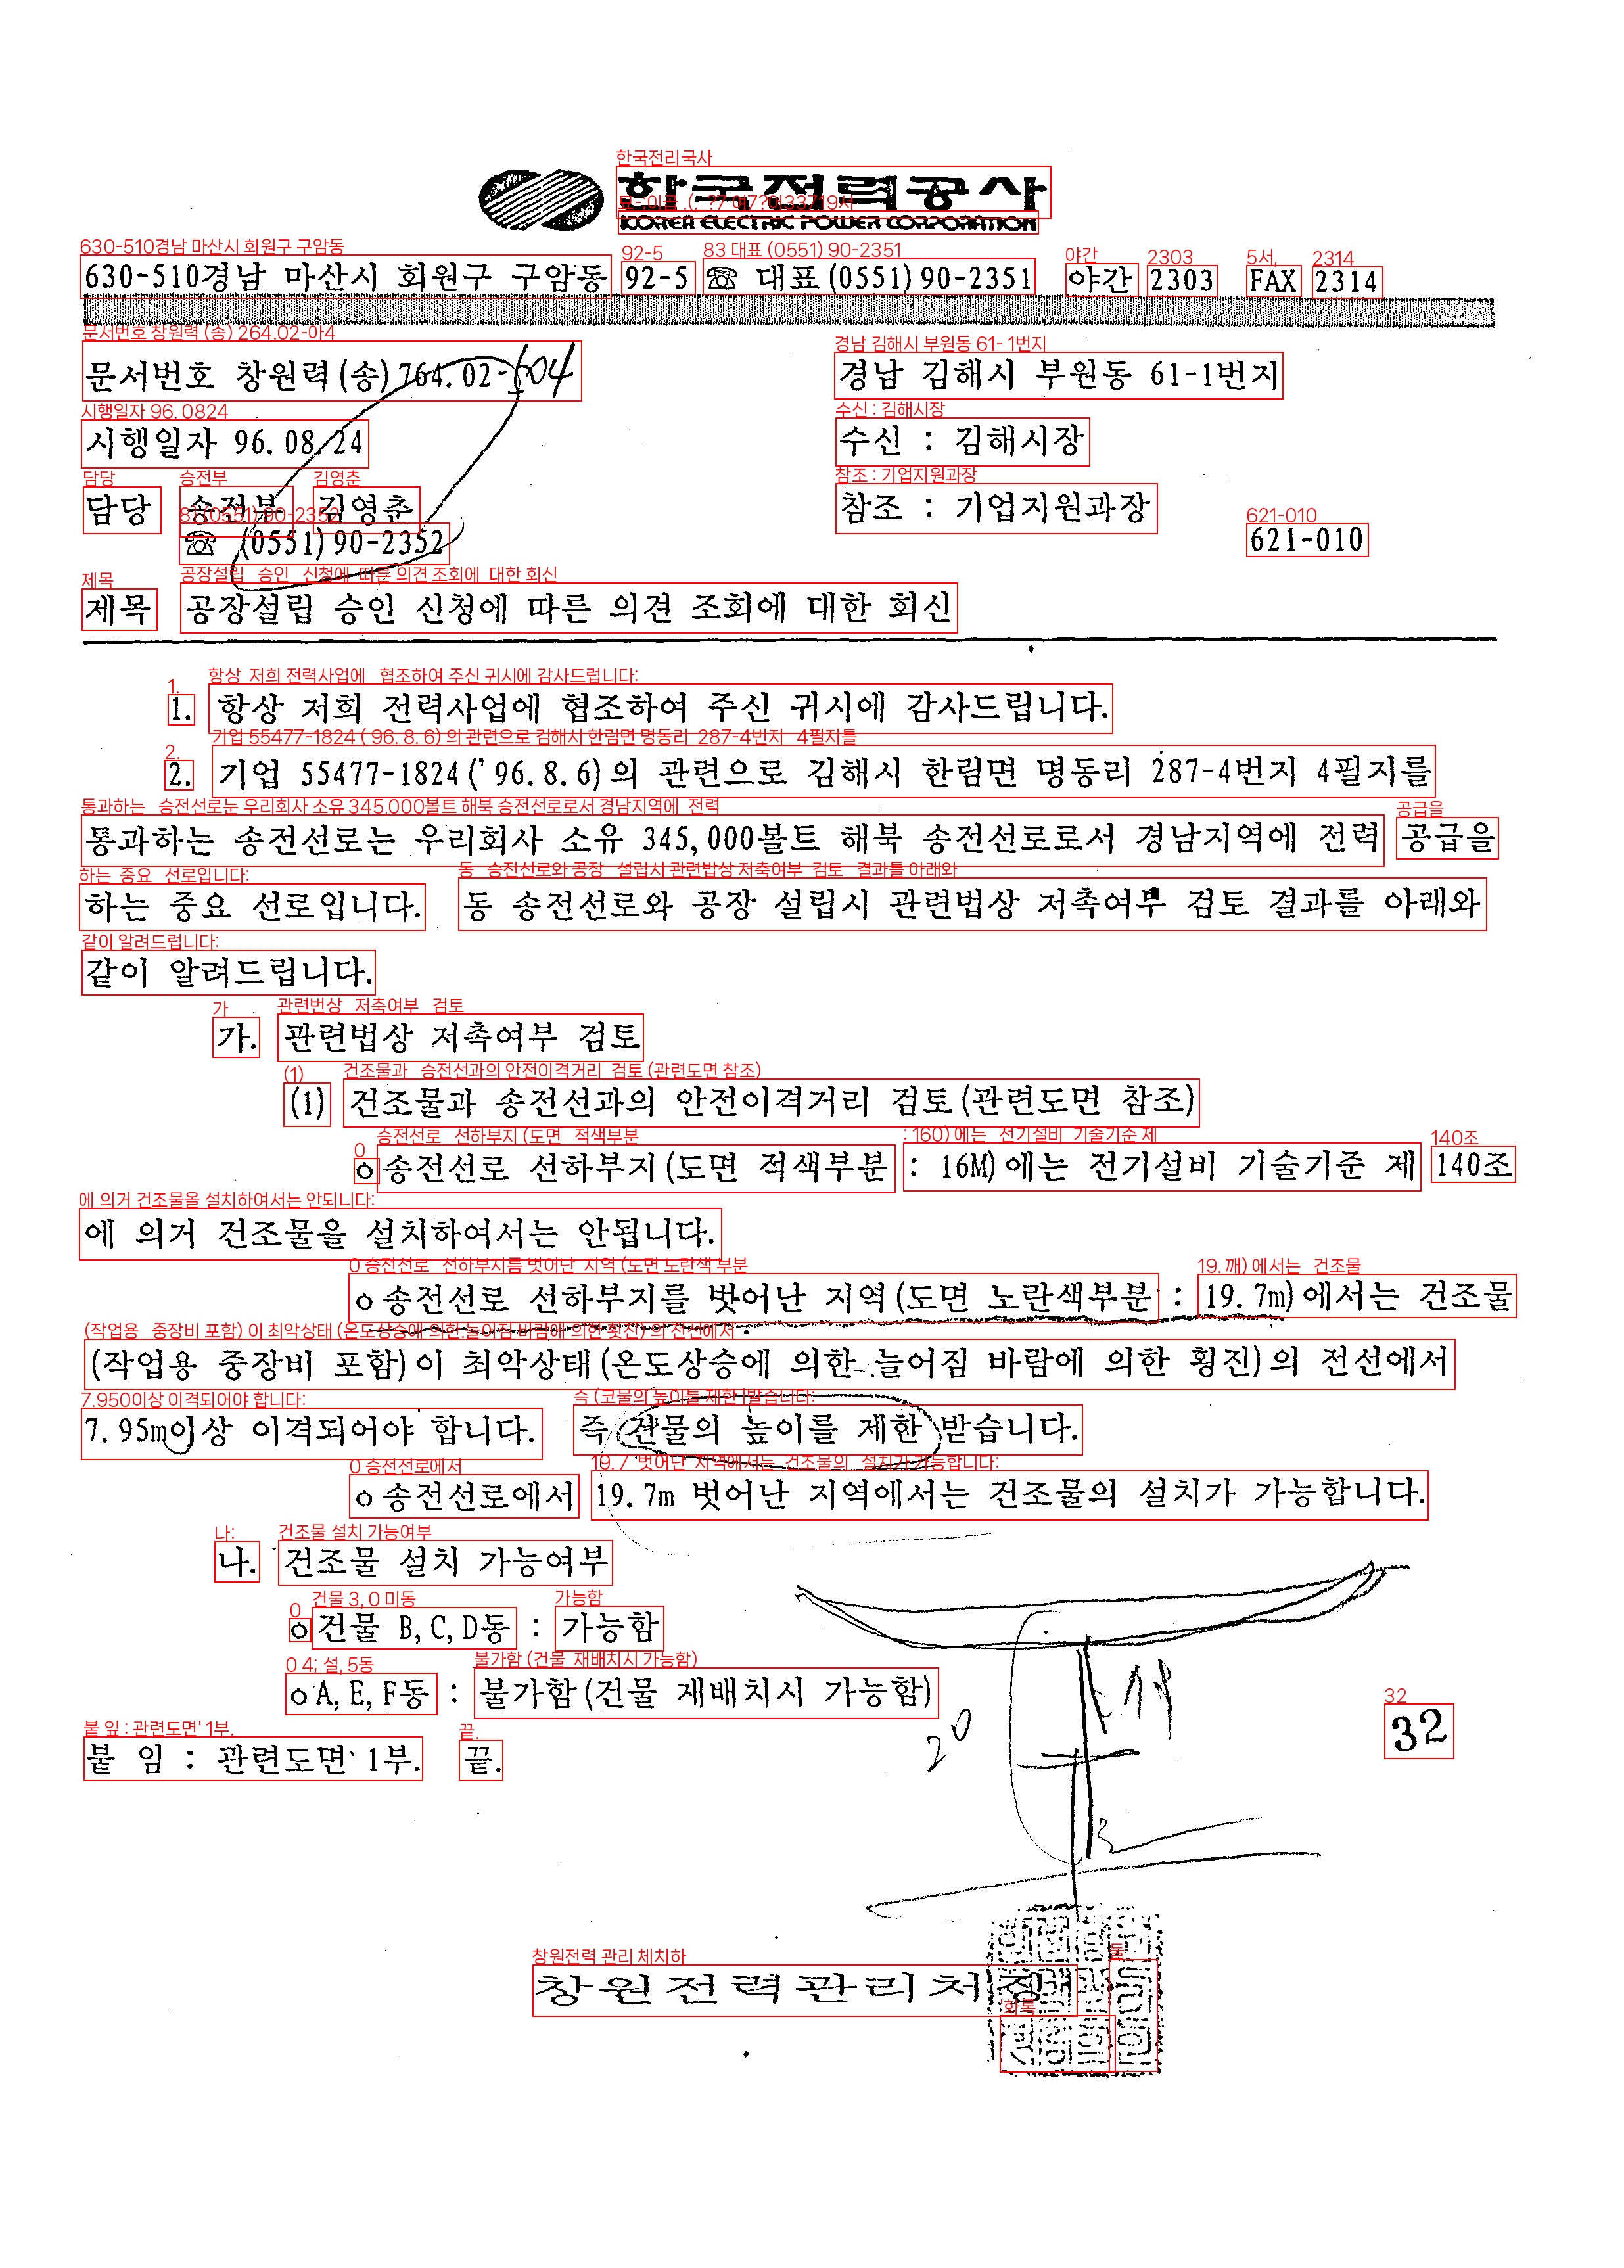 한국전력공사
KOREA ELECTRIC POWER CORPORATION
630-510경남 마산시 회원구 구암동 92-5 ☎ 대표(0551)90-2351 야간 2303 FAX 2314
문서번호 창원력(송)764.02-604
경남 김해시 부원동 61-1번지
시행일자 96.08.24
수신 : 김해시장
담당 송전부 김영춘
참조 : 기업지원과장
☎ (0551)90-2352
621-010
제목 공장설립 승인 신청에 따른 의견 조회에 대한 회신
1. 항상 저희 전력사업에 협조하여 주신 귀시에 감사드립니다.
2. 기업 55477-1824('96.8.6)의 관련으로 김해시 한림면 명동리 287-4번지 4필지를
통과하는 송전선로는 우리회사 소유 345,000볼트 해북 송전선로로서 경남지역에 전력 공급을
하는 중요 선로입니다. 동 송전선로와 공장 설립시 관련법상 저촉여부 검토 결과를 아래와
같이 알려드립니다.
가. 관련법상 저촉여부 검토
(1) 건조물과 송전선과의 안전이격거리 검토(관련도면 참조)
o 송전선로 선하부지(도면 적색부분 : 16M)에는 전기설비 기술기준 제 140조
에 의거 건조물을 설치하여서는 안됩니다.
o 송전선로 선하부지를 벗어난 지역(도면 노란색부분 : 19.7m)에서는 건조물
(작업용 중장비 포함)이 최악상태(온도상승에 의한 늘어짐 바람에 의한 횡진)의 전선에서
7.95m이상 이격되어야 합니다. 즉 건물의 높이를 제한 받습니다.
o 송전선로에서 19.7m 벗어난 지역에서는 건조물의 설치가 가능합니다.
나. 건조물 설치 가능여부
o 건물 B,C,D동 : 가능함
o A,E,F동 : 불가함(건물 재배치시 가능함)
20
32
붙 임 : 관련도면 1부. 끝.
창원전력관리처장